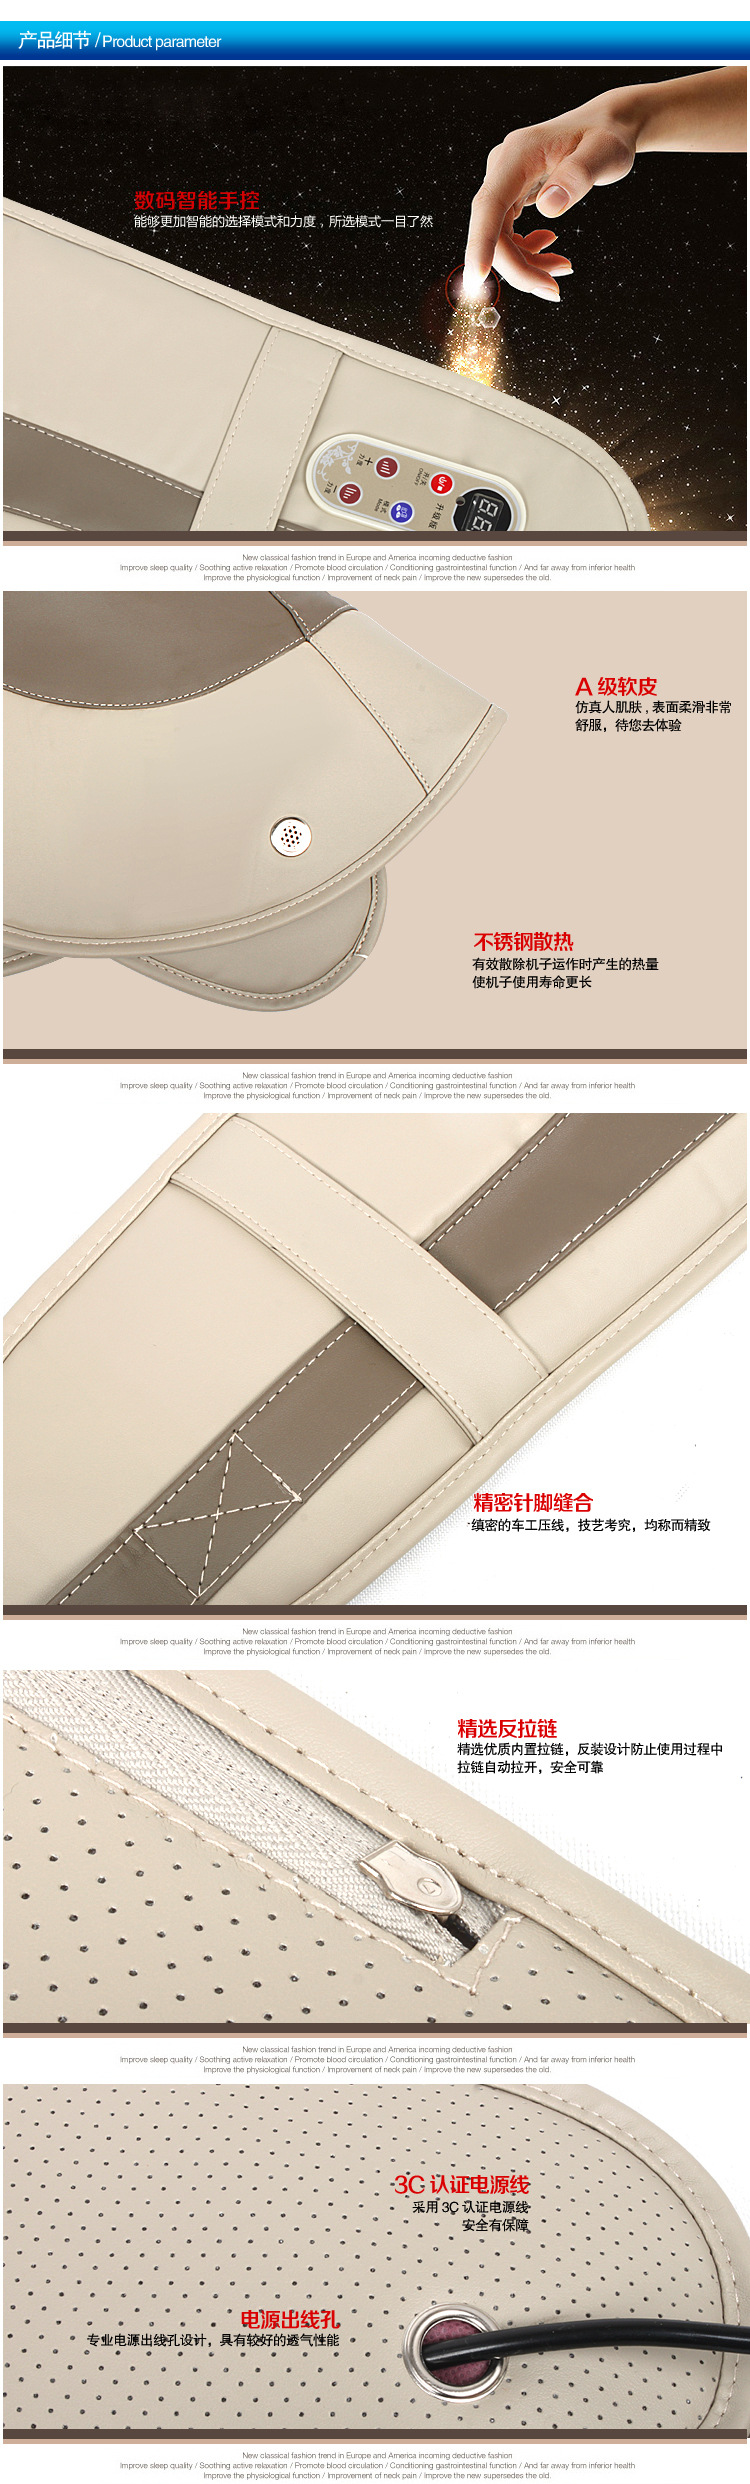 产品细节 / Product parameter
数码智能手控
能够更加智能的选择模式和力度，所选模式一目了然
力度
力度
开/关
ON/OFF
模式
Mode
升级版
New classical fashion trend in Europe and America incoming deductive fashion
Improve sleep quality / Soothing active relaxation / Promote blood circulation / Conditioning gastrointestinal function / And far away from inferior health
Improve the physiological function / Improvement of neck pain / Improve the new supersedes the old.
A 级软皮
仿真人肌肤，表面柔滑非常
舒服，待您去体验
不锈钢散热
有效散除机子运作时产生的热量
使机子使用寿命更长
New classical fashion trend in Europe and America incoming deductive fashion
Improve sleep quality / Soothing active relaxation / Promote blood circulation / Conditioning gastrointestinal function / And far away from inferior health
Improve the physiological function / Improvement of neck pain / Improve the new supersedes the old.
精密针脚缝合
缜密的车工压线，技艺考究，均称而精致
New classical fashion trend in Europe and America incoming deductive fashion
Improve sleep quality / Soothing active relaxation / Promote blood circulation / Conditioning gastrointestinal function / And far away from inferior health
Improve the physiological function / Improvement of neck pain / Improve the new supersedes the old.
精选反拉链
精选优质内置拉链，反装设计防止使用过程中
拉链自动拉开，安全可靠
New classical fashion trend in Europe and America incoming deductive fashion
Improve sleep quality / Soothing active relaxation / Promote blood circulation / Conditioning gastrointestinal function / And far away from inferior health
Improve the physiological function / Improvement of neck pain / Improve the new supersedes the old.
3C 认证电源线
采用 3C 认证电源线
安全有保障
电源出线孔
专业电源出线孔设计，具有较好的透气性能
New classical fashion trend in Europe and America incoming deductive fashion
Improve sleep quality / Soothing active relaxation / Promote blood circulation / Conditioning gastrointestinal function / And far away from inferior health
Improve the physiological function / Improvement of neck pain / Improve the new supersedes the old.